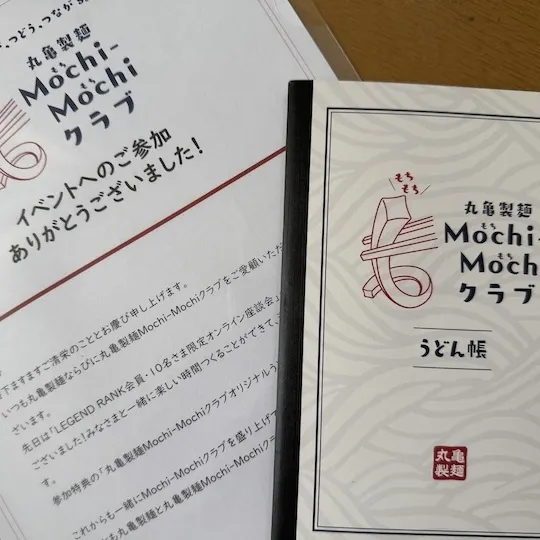 つどう、つなが
丸亀製麺
もち
Mochi-
もち
Mochi
クラブ
イベントへのご参加
ありがとうございました!
下ますますご清栄のこととお慶び申し上げます。
いつも丸亀製麺ならびに丸亀製麺Mochi-Mochiクラブをご愛顧いただ
ざいます。
先日は「LEGEND RANK会員・10名さま限定オンライン座談会」
ございました!みなさまと一緒に楽しい時間つくることができて、
す。
参加特典の「丸亀製麺Mochi-Mochiクラブオリジナルう
これからも一緒にMochi-Mochiクラブを盛り上げて
も丸亀製麺と丸亀製麺Mochi-Mochiクラ
もち
もち
丸亀製麺
もち
Mochi-
もち
Moch
クラブ
うどん帳
丸亀
製麺